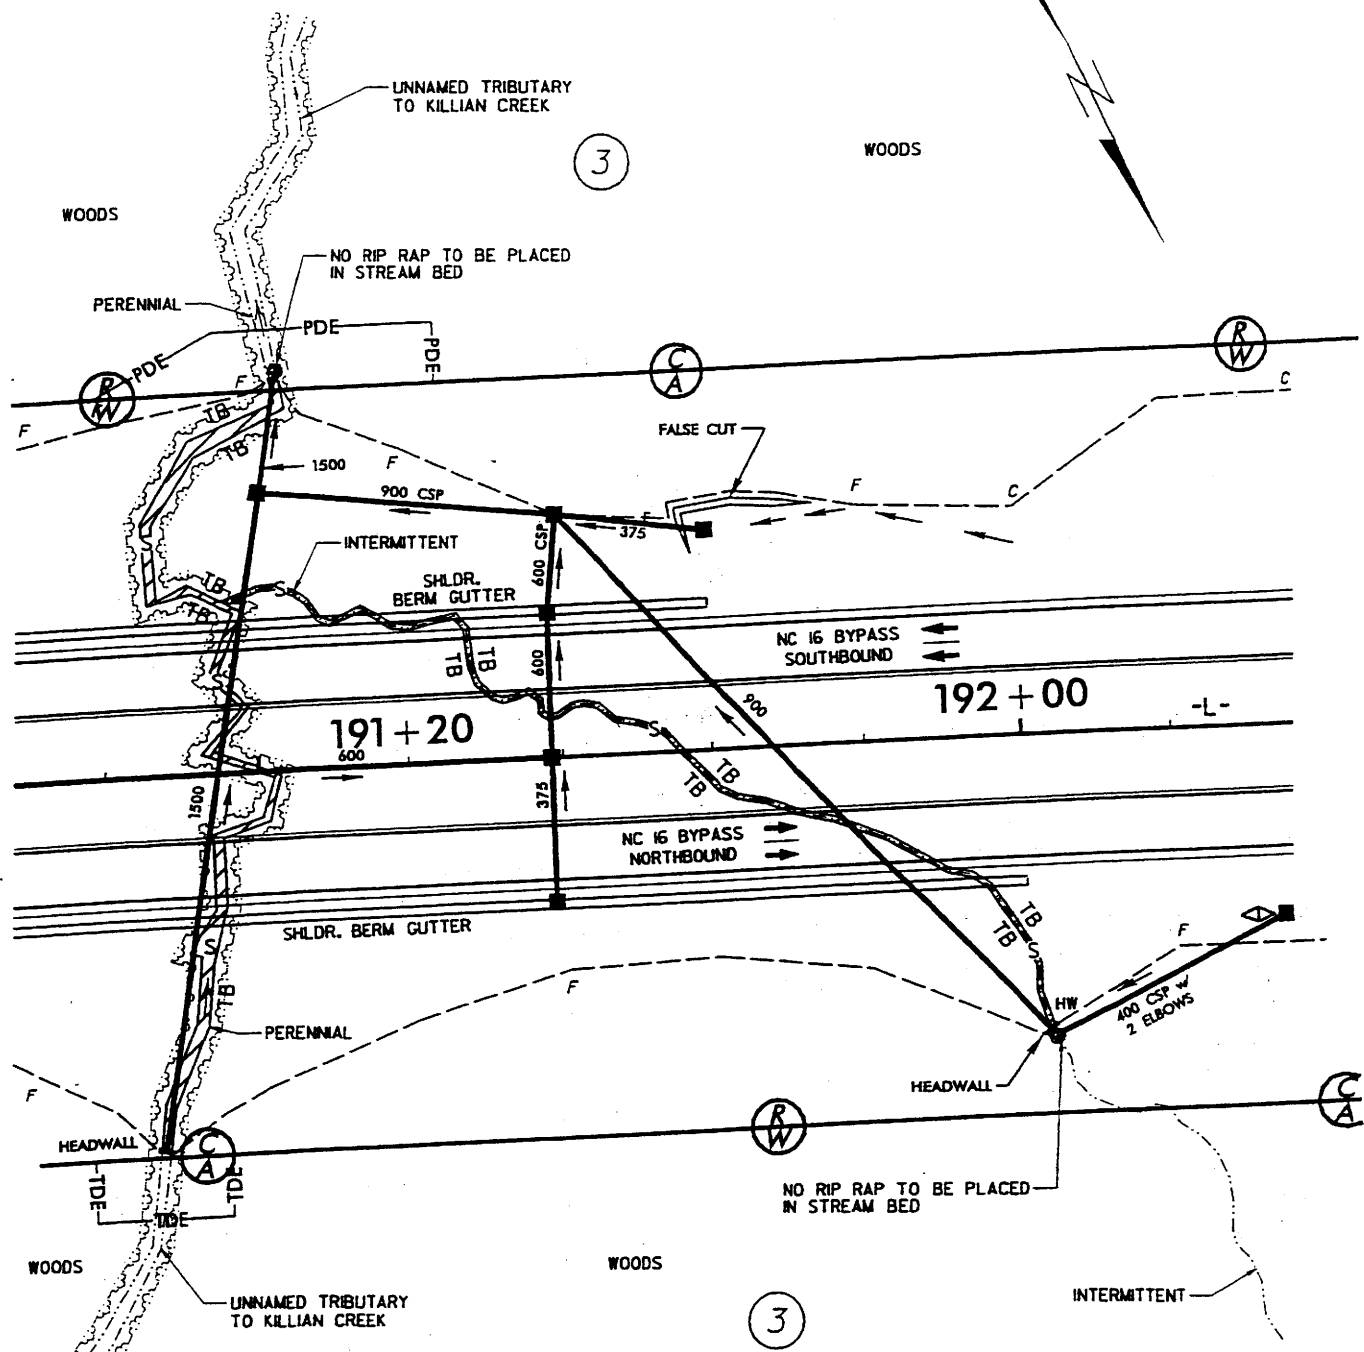 UNNAMED TRIBUTARY
TO KILLIAN CREEK
3
WOODS
WOODS
NO RIP RAP TO BE PLACED
IN STREAM BED
PERENNIAL
PDE
PDE
PDE
R
W
C
A
R
W
F
F
TB
TB
1500
F
900 CSP
FALSE CUT
F
C
C
F
375
600 CSP
INTERMITTENT
S
TB
TB
S
SHLDR.
BERM GUTTER
NC 16 BYPASS
SOUTHBOUND
TB
TB
600
900
192+00
-L-
191+20
S
600
TB
TB
1500
375
NC 16 BYPASS
NORTHBOUND
SHLDR. BERM GUTTER
TB
TB
S
S
TB
F
F
HW
400 CSP w/
2 ELBOWS
PERENNIAL
HEADWALL
F
HEADWALL
C
A
R
W
C
A
TDE
TDE
TDE
NO RIP RAP TO BE PLACED
IN STREAM BED
WOODS
WOODS
UNNAMED TRIBUTARY
TO KILLIAN CREEK
INTERMITTENT
3